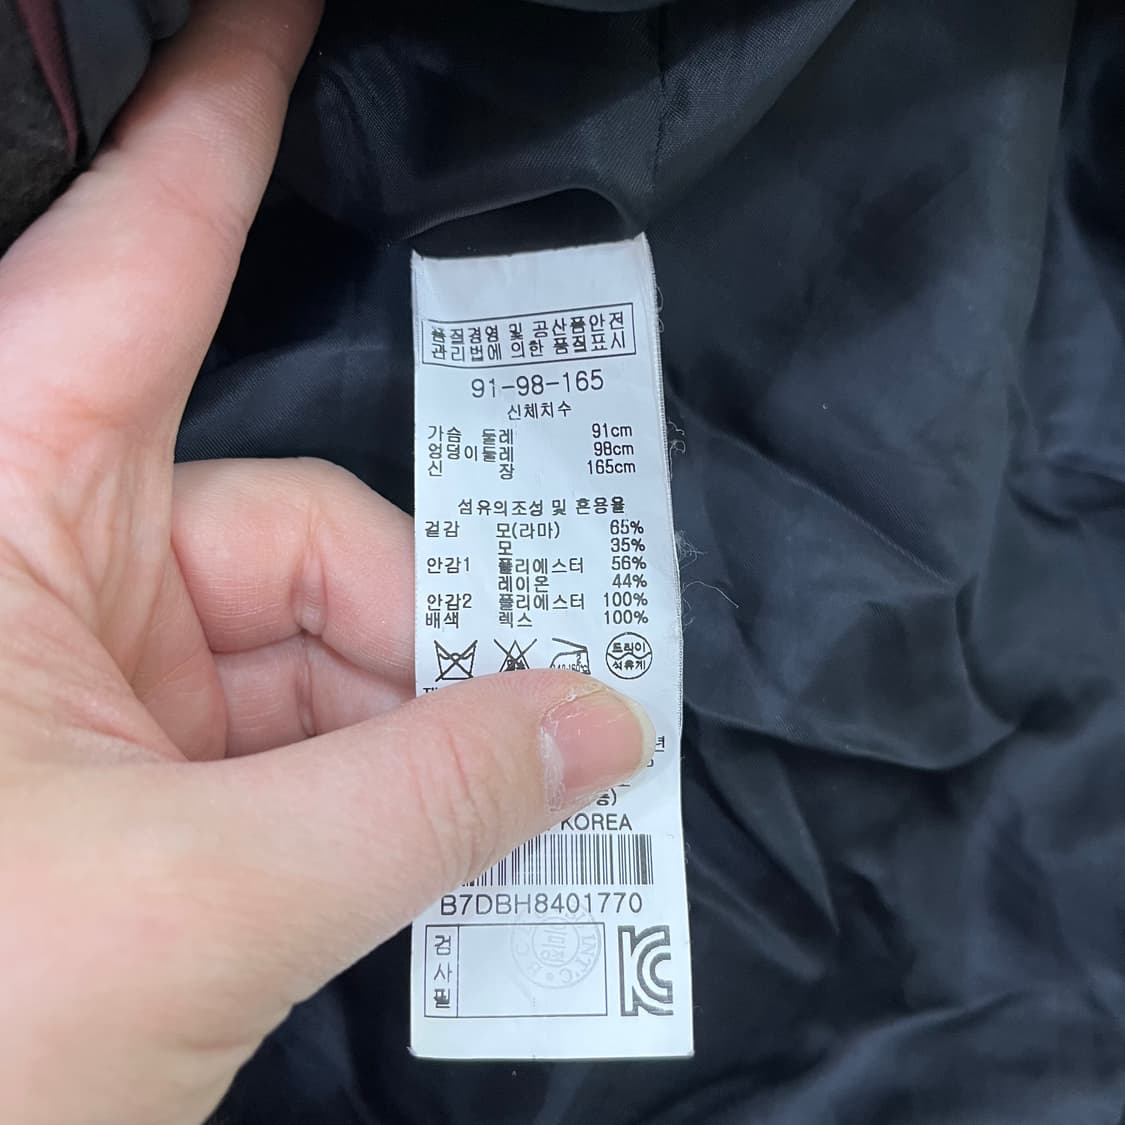 품질경영 및 공산품안전
관리법에 의한 품질표시
91-98-165
신체치수
가슴 둘레 91cm
엉덩이둘레 98cm
신 장 165cm
섬유의조성 및 혼용율
겉감 모(라마) 65%
모 35%
안감1 폴리에스터 56%
레이온 44%
안감2 폴리에스터 100%
배색 렉스 100%
드라이
석유계
KOREA
B7DBH8401770
검
사
필